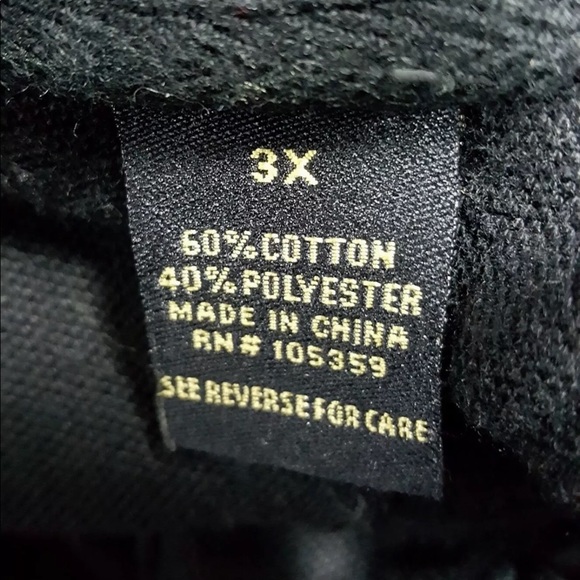 3X
60% COTTON
40% POLYESTER
MADE IN CHINA
RN# 105359
SEE REVERSE FOR CARE